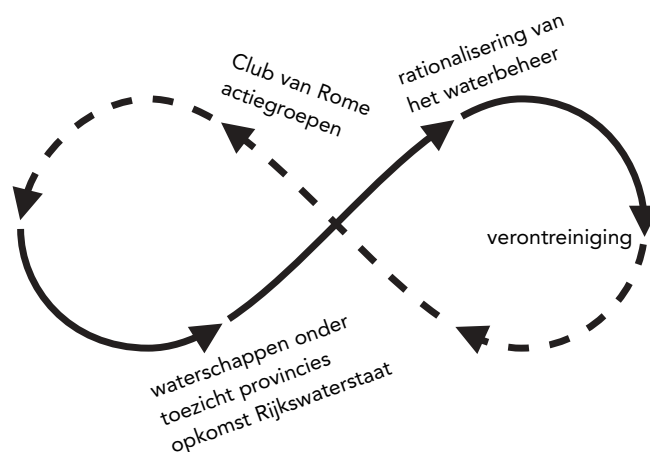 Club van Rome
actiegroepen
rationalisering van
het waterbeheer
verontreiniging
waterschappen onder
toezicht provincies
opkomst Rijkswaterstaat